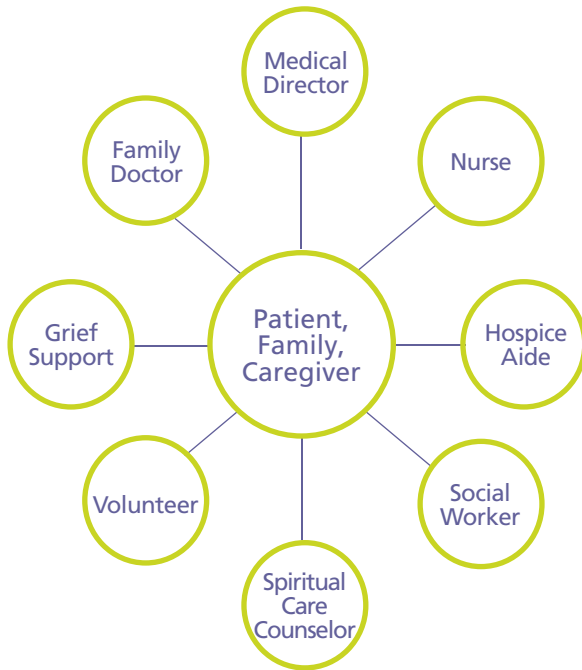 Medical
Director
Family
Doctor
Nurse
Patient,
Family,
Caregiver
Grief
Support
Hospice
Aide
Volunteer
Social
Worker
Spiritual
Care
Counselor